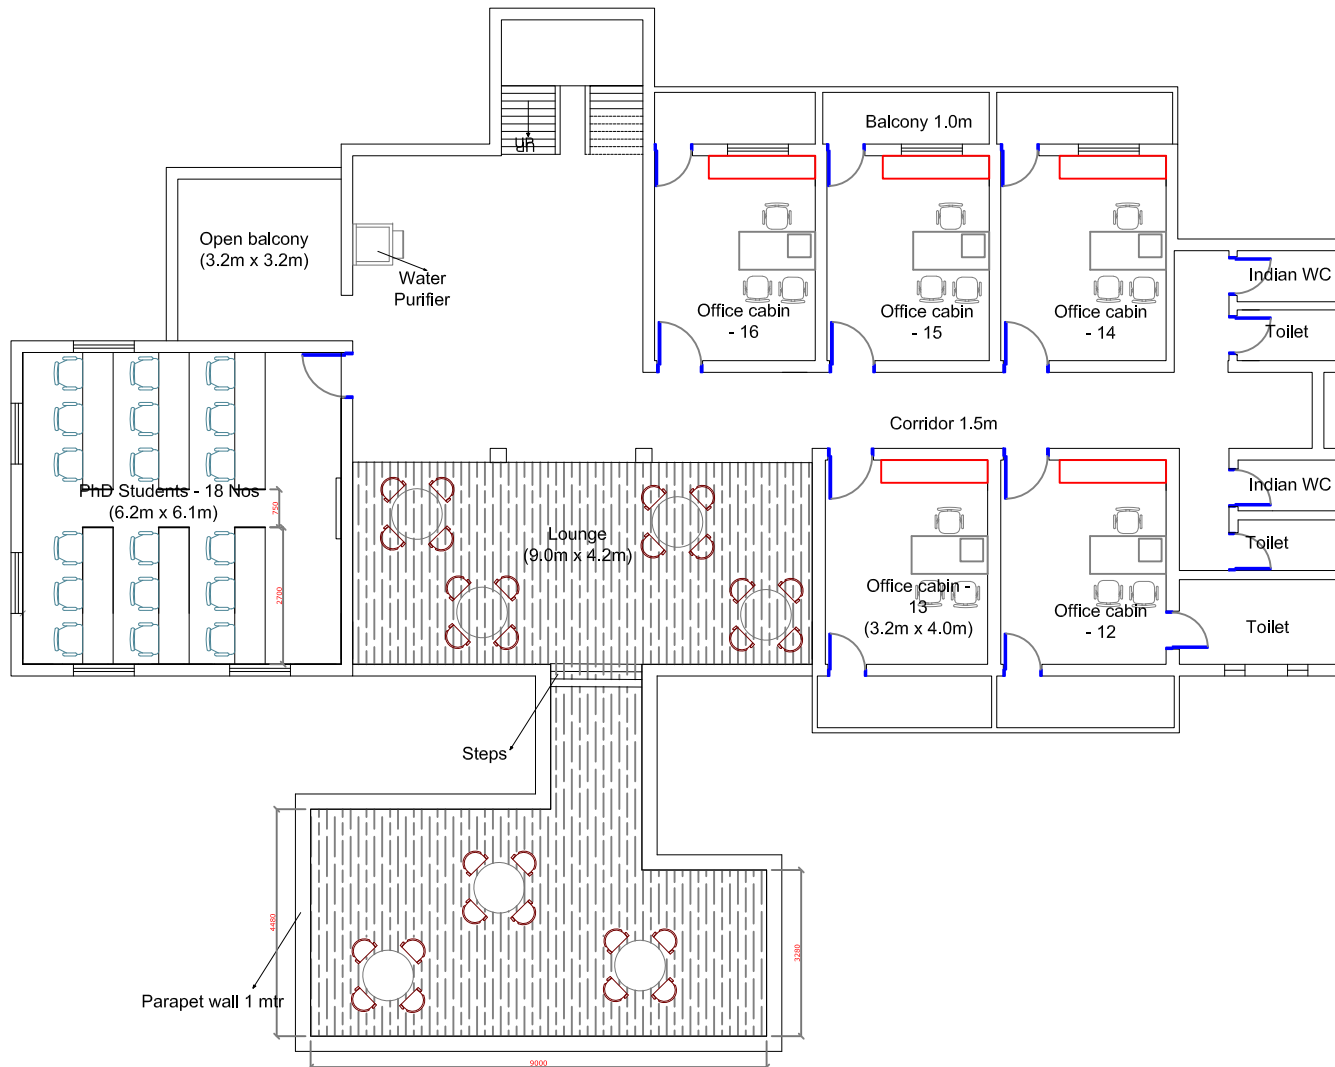 UP
Balcony 1.0m
Open balcony
(3.2m x 3.2m)
Water
Purifier
Indian WC
Office cabin
- 16
Office cabin
- 15
Office cabin
- 14
Toilet
Corridor 1.5m
PhD Students - 18 Nos
(6.2m x 6.1m)
750
2700
Lounge
(9.0m x 4.2m)
Indian WC
Toilet
Office cabin -
13
(3.2m x 4.0m)
Office cabin
- 12
Toilet
Steps
4480
3280
Parapet wall 1 mtr
9000